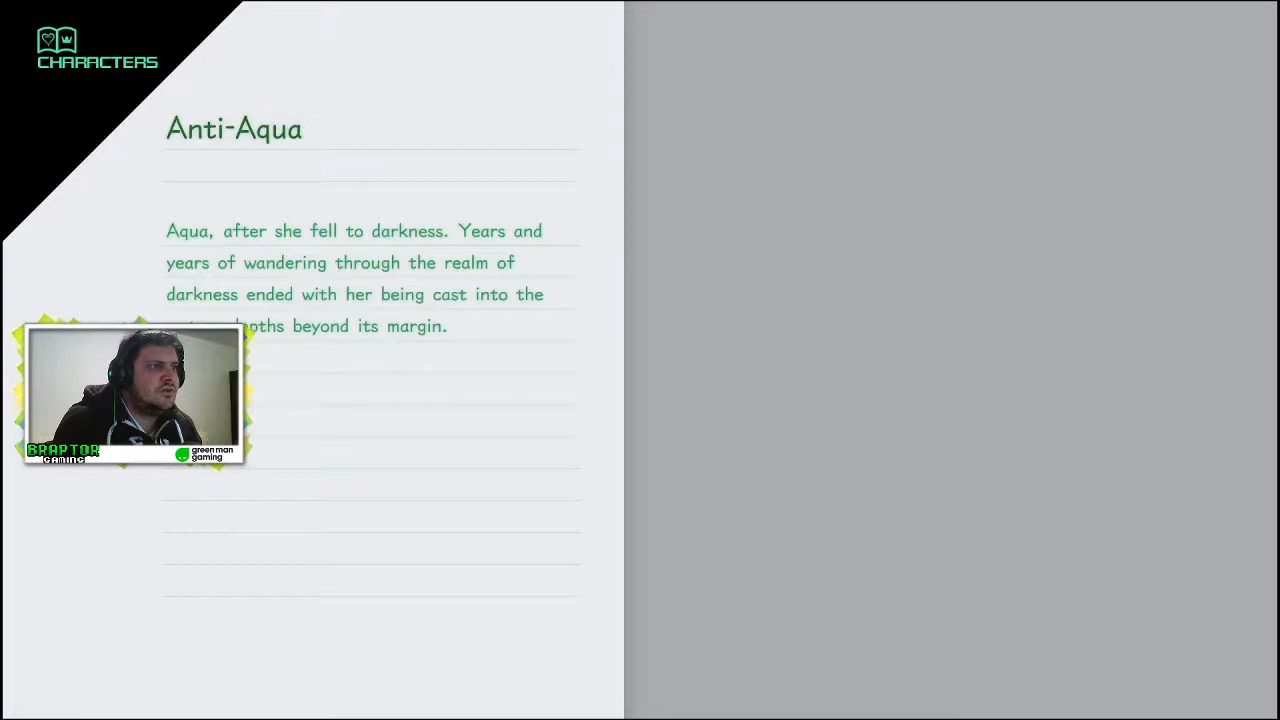 CHARACTERS
Anti-Aqua
Aqua, after she fell to darkness. Years and
years of wandering through the realm of
darkness ended with her being cast into the
depths beyond its margin.
BRAPTOR
GAMING
green man
gaming